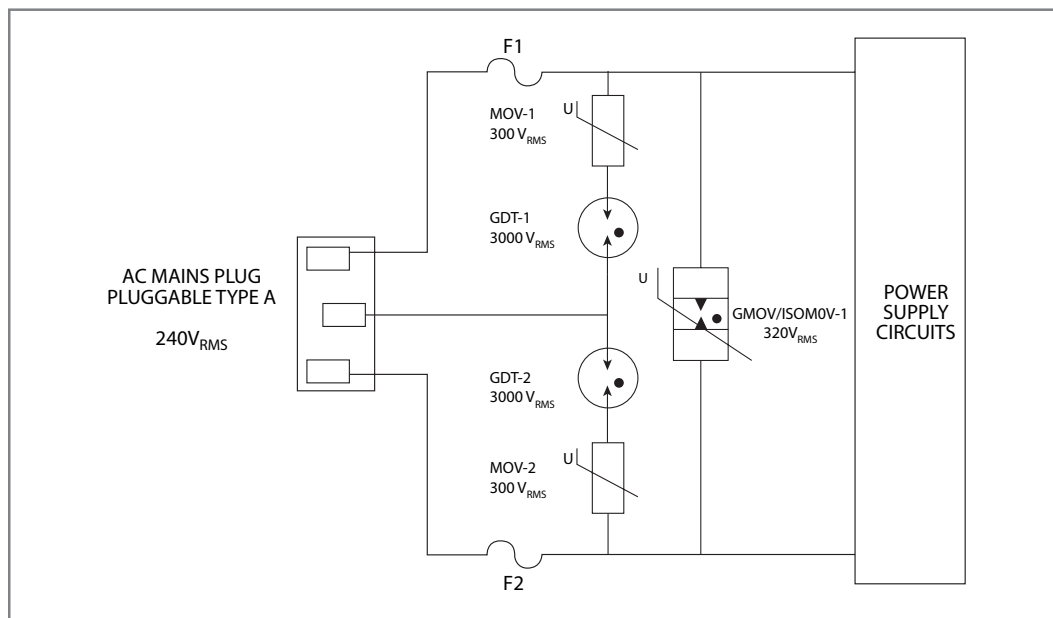 F1
MOV-1
300 VRMS
U
GDT-1
3000 VRMS
AC MAINS PLUG
PLUGGABLE TYPE A
240VRMS
U
GMOV/ISOM0V-1
320VRMS
POWER
SUPPLY
CIRCUITS
GDT-2
3000 VRMS
MOV-2
300 VRMS
U
F2